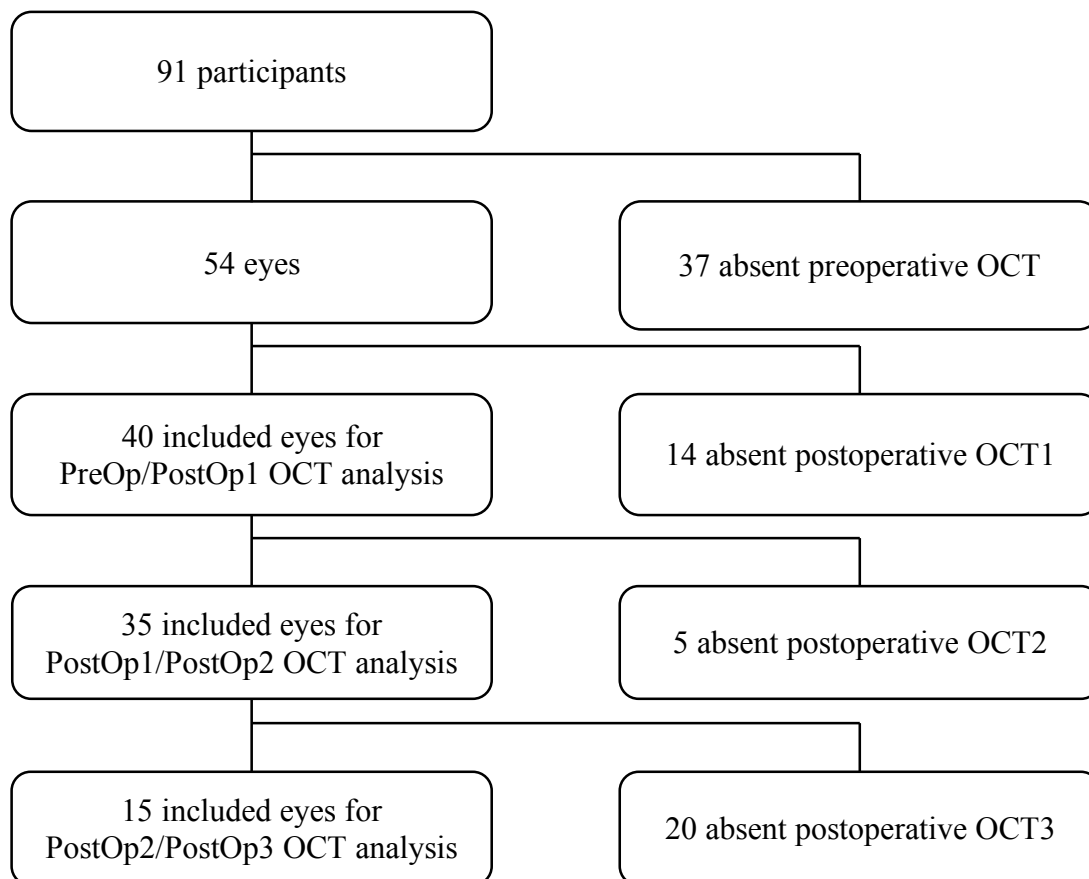 91 participants
54 eyes
37 absent preoperative OCT
40 included eyes for
PreOp/PostOp1 OCT analysis
14 absent postoperative OCT1
35 included eyes for
PostOp1/PostOp2 OCT analysis
5 absent postoperative OCT2
15 included eyes for
PostOp2/PostOp3 OCT analysis
20 absent postoperative OCT3